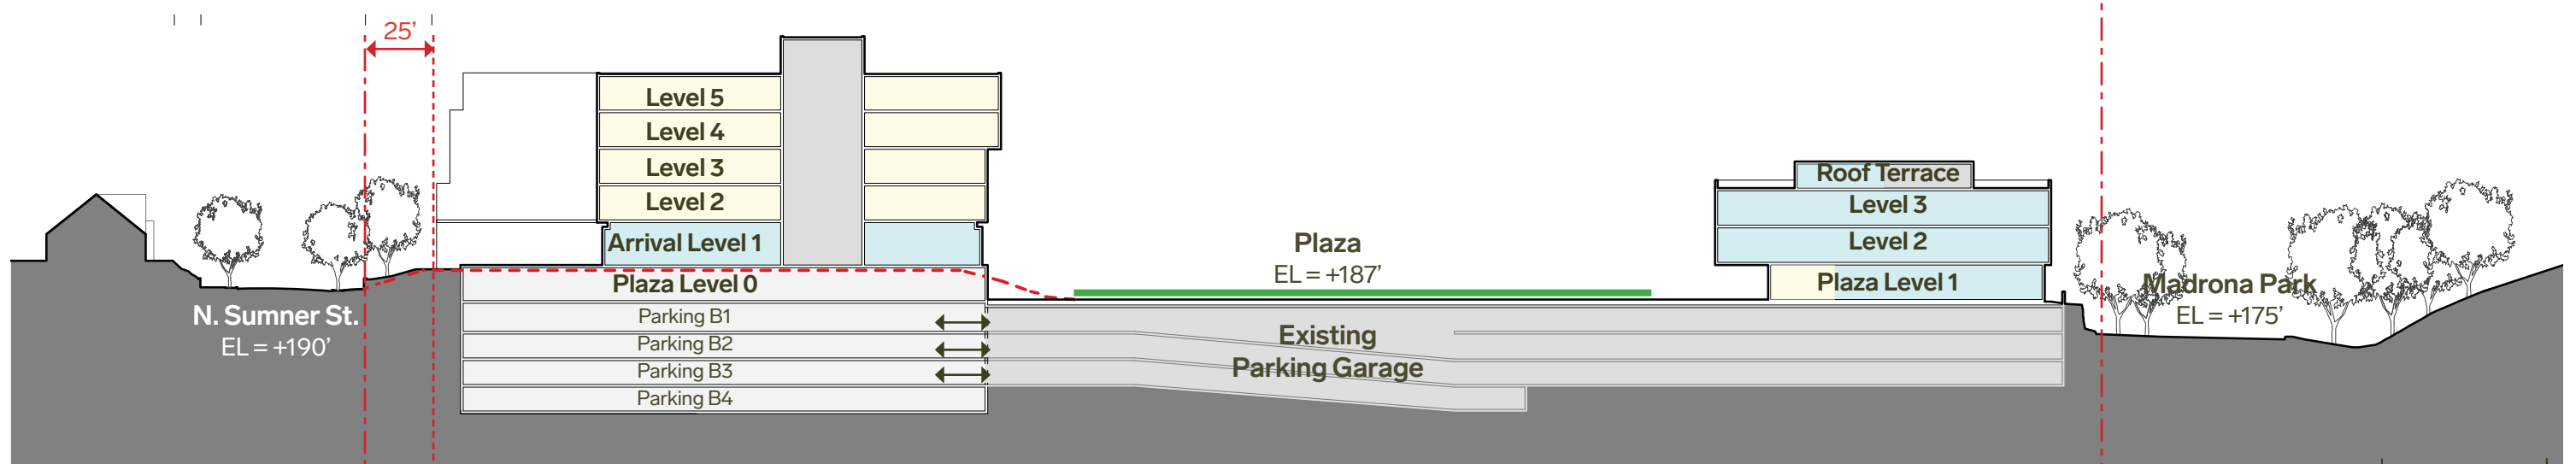 25’
Level 5
Level 4
Level 3
Level 2
Arrival Level 1
Plaza Level 0
Parking B1
Parking B2
Parking B3
Parking B4
N. Sumner St.
EL = +190’
Plaza
EL = +187’
Existing
Parking Garage
Roof Terrace
Level 3
Level 2
Plaza Level 1
Madrona Park
EL = +175’